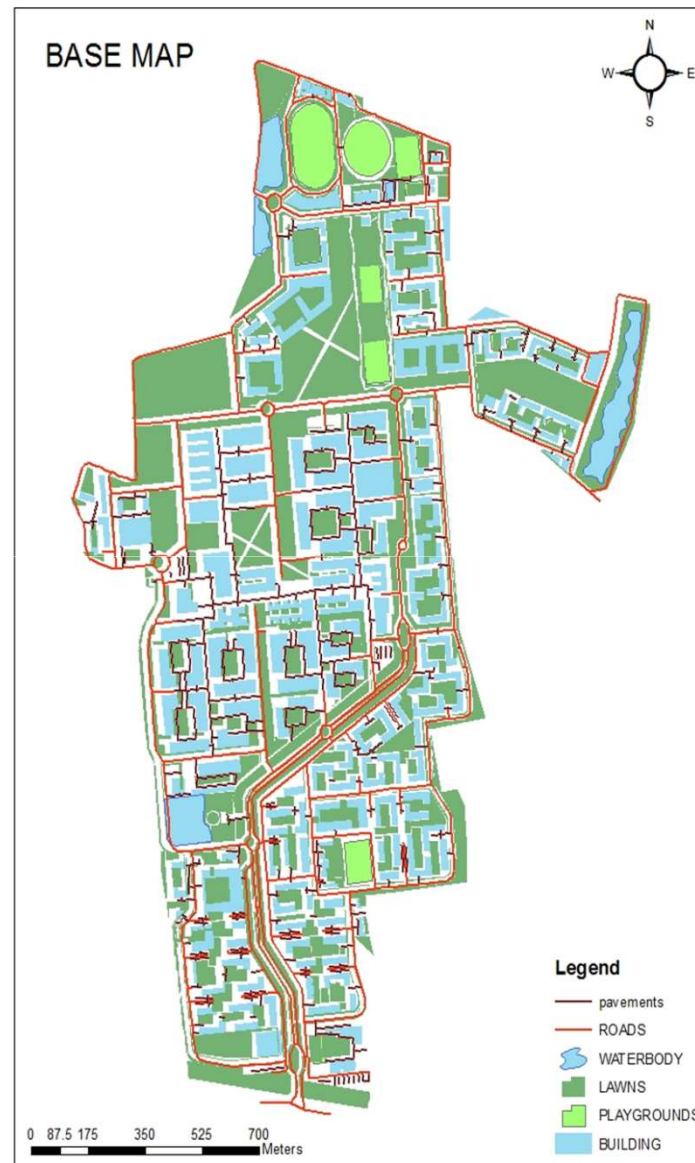 BASE MAP
N
W E
S
Legend
pavements
ROADS
WATERBODY
LAWNS
PLAYGROUNDS
BUILDING
0 87.5 175 350 525 700
Meters